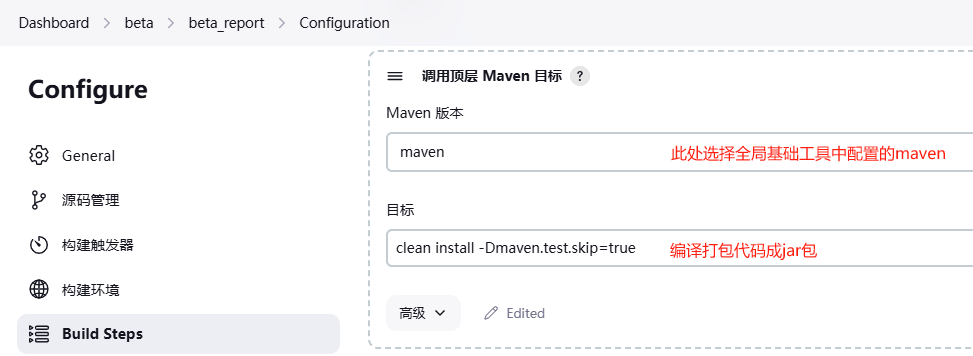 Dashboard > beta > beta_report > Configuration
Configure
General
源码管理
构建触发器
构建环境
Build Steps
调用顶层 Maven 目标 ?
Maven 版本
maven 此处选择全局基础工具中配置的maven
目标
clean install -Dmaven.test.skip=true 编译打包代码成jar包
高级 Edited